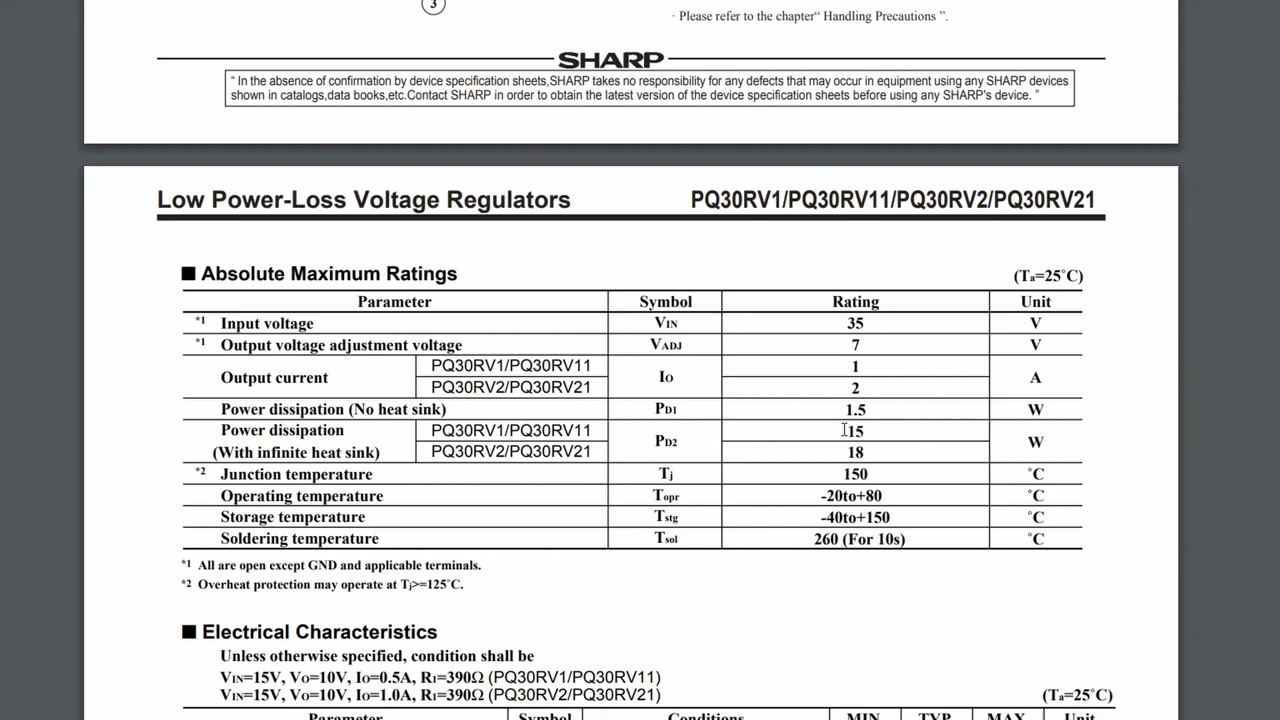 3
· Please refer to the chapter“ Handling Precautions ”.
SHARP
“ In the absence of confirmation by device specification sheets,SHARP takes no responsibility for any defects that may occur in equipment using any SHARP devices
shown in catalogs,data books,etc.Contact SHARP in order to obtain the latest version of the device specification sheets before using any SHARP's device. ”
Low Power-Loss Voltage Regulators PQ30RV1/PQ30RV11/PQ30RV2/PQ30RV21
■ Absolute Maximum Ratings (Ta=25˚C)
Parameter Symbol Rating Unit
*1 Input voltage VIN 35 V
*1 Output voltage adjustment voltage VADJ 7 V
Output current PQ30RV1/PQ30RV11 IO 1 A
PQ30RV2/PQ30RV21 2
Power dissipation (No heat sink) PD1 1.5 W
Power dissipation PQ30RV1/PQ30RV11 PD2 15 W
(With infinite heat sink) PQ30RV2/PQ30RV21 18
*2 Junction temperature Tj 150 ˚C
Operating temperature Topr -20to+80 ˚C
Storage temperature Tstg -40to+150 ˚C
Soldering temperature Tsol 260 (For 10s) ˚C
*1 All are open except GND and applicable terminals.
*2 Overheat protection may operate at Tj>=125˚C.
■ Electrical Characteristics
Unless otherwise specified, condition shall be
VIN=15V, VO=10V, IO=0.5A, R1=390Ω (PQ30RV1/PQ30RV11)
VIN=15V, VO=10V, IO=1.0A, R1=390Ω (PQ30RV2/PQ30RV21) (Ta=25˚C)
Parameter Symbol Conditions MIN. TYP. MAX. Unit